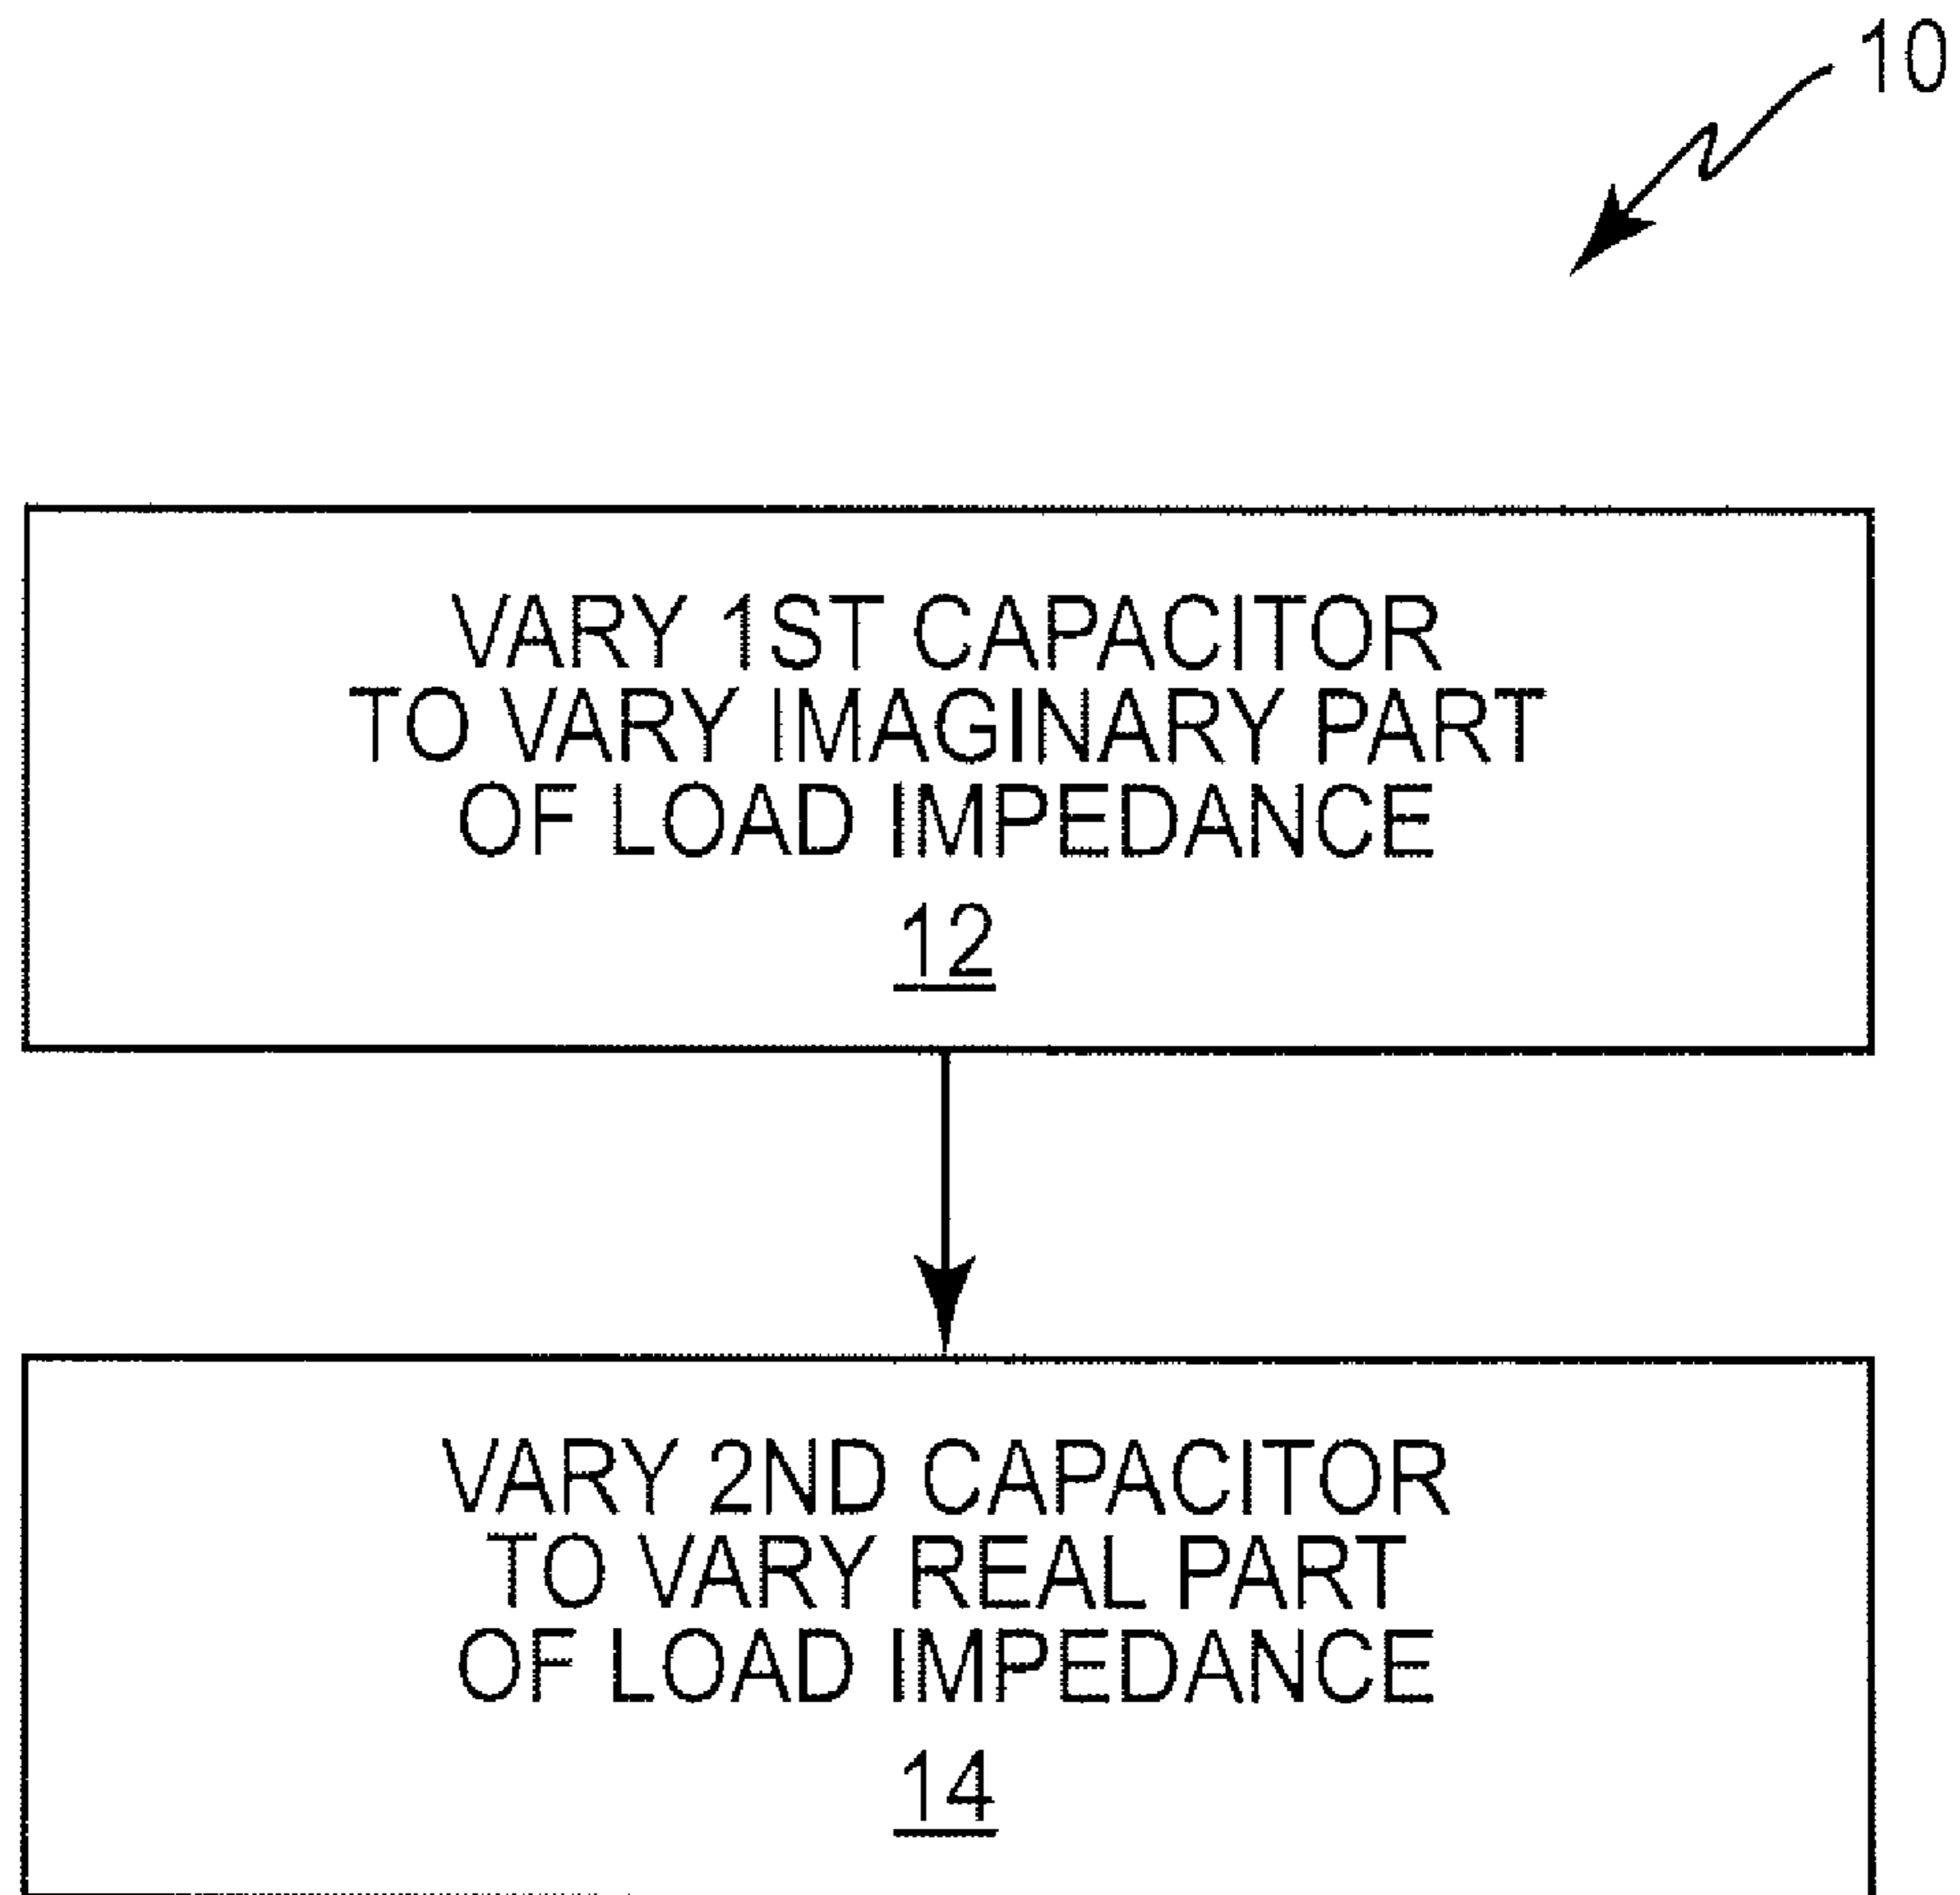 10
VARY 1ST CAPACITOR
TO VARY IMAGINARY PART
OF LOAD IMPEDANCE
12
VARY 2ND CAPACITOR
TO VARY REAL PART
OF LOAD IMPEDANCE
14